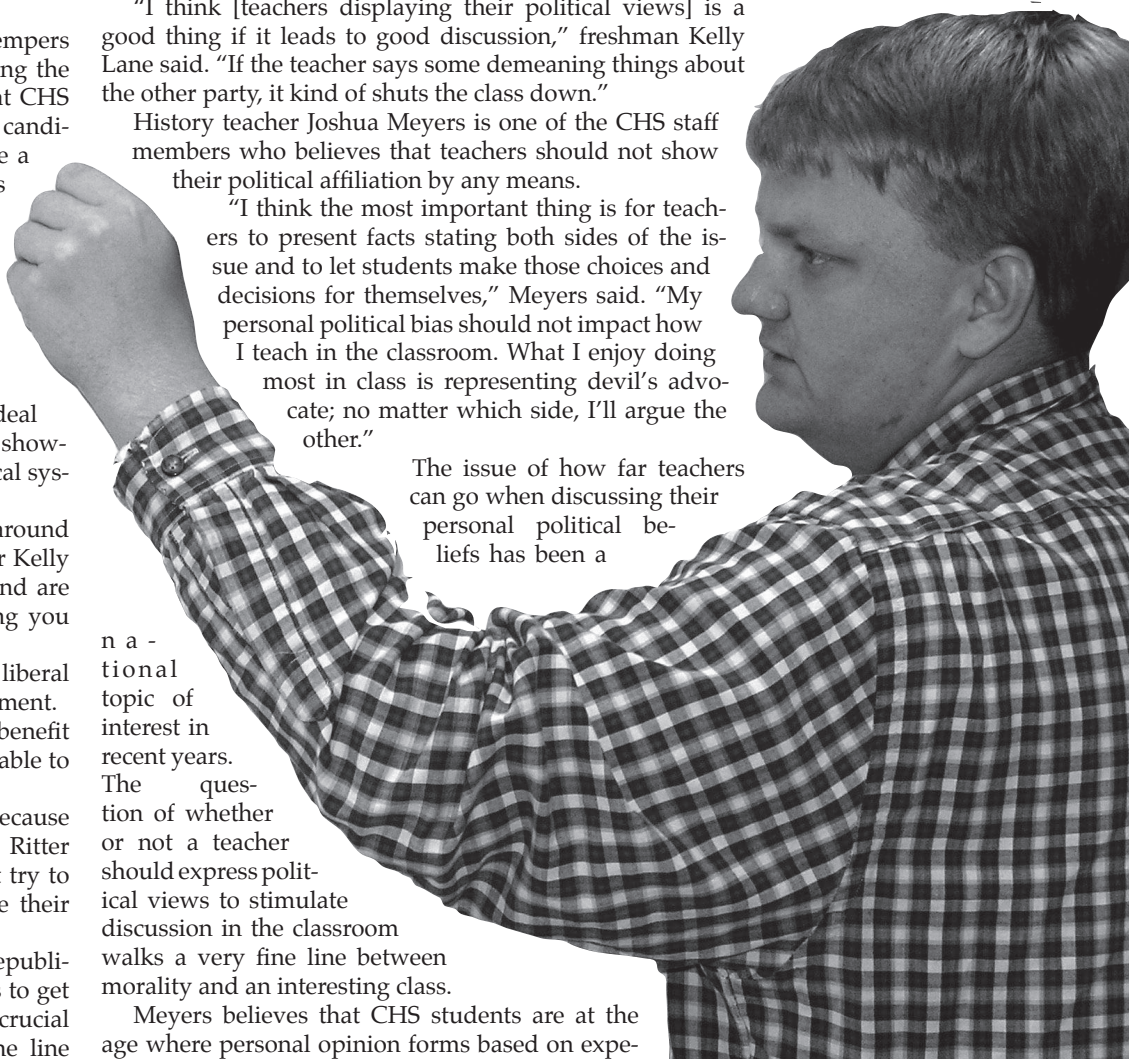 empers
ing the
at CHS
candi-
e a
s
deal
show-
cal sys-
around
r Kelly
and are
ng you
liberal
ment.
benefit
able to
ecause
Ritter
t try to
e their
epubli-
s to get
crucial
ne line
“I think [teachers displaying their political views] is a
good thing if it leads to good discussion,” freshman Kelly
Lane said. “If the teacher says some demeaning things about
the other party, it kind of shuts the class down.”
History teacher Joshua Meyers is one of the CHS staff
members who believes that teachers should not show
their political affiliation by any means.
“I think the most important thing is for teach-
ers to present facts stating both sides of the is-
sue and to let students make those choices and
decisions for themselves,” Meyers said. “My
personal political bias should not impact how
I teach in the classroom. What I enjoy doing
most in class is representing devil’s advo-
cate; no matter which side, I’ll argue the
other.”
The issue of how far teachers
can go when discussing their
personal political be-
liefs has been a
na-
tional
topic of
interest in
recent years.
The ques-
tion of whether
or not a teacher
should express polit-
ical views to stimulate
discussion in the classroom
walks a very fine line between
morality and an interesting class.
Meyers believes that CHS students are at the
age where personal opinion forms based on expe-